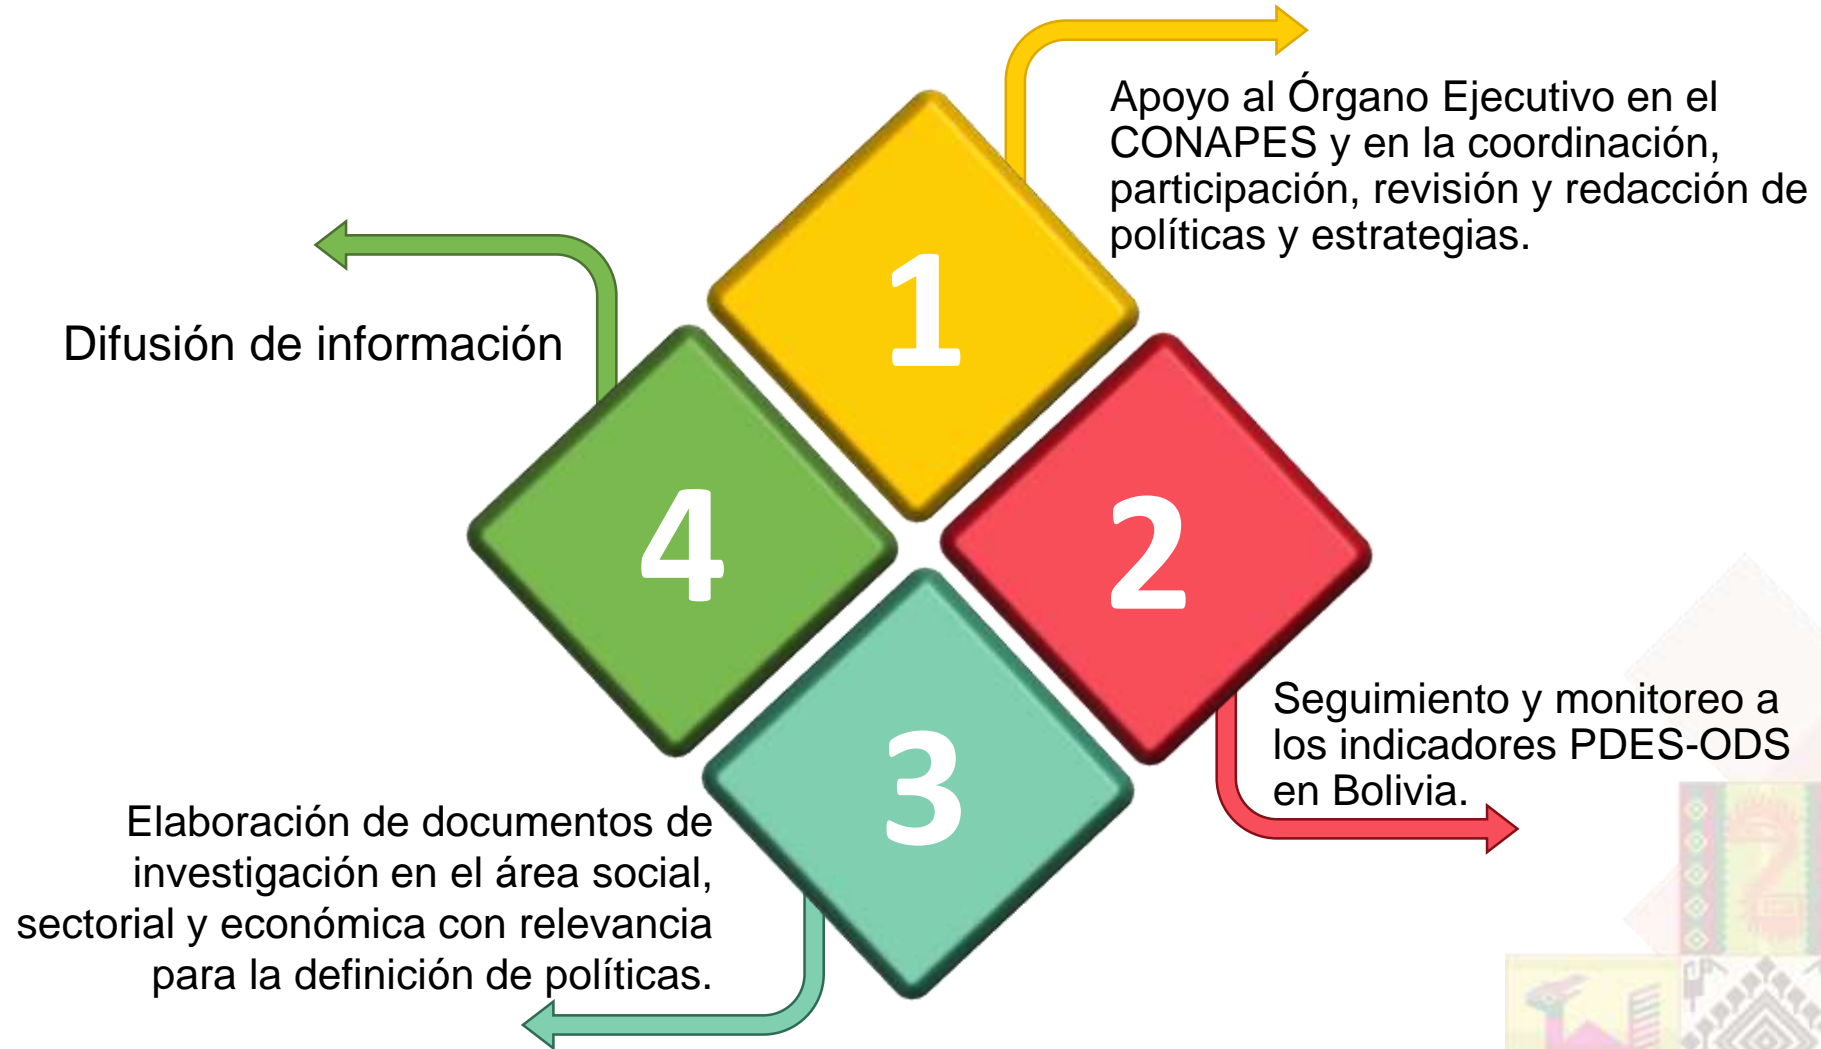 1
Apoyo al Órgano Ejecutivo en el
CONAPES y en la coordinación,
participación, revisión y redacción de
políticas y estrategias.
2
Seguimiento y monitoreo a
los indicadores PDES-ODS
en Bolivia.
3
Elaboración de documentos de
investigación en el área social,
sectorial y económica con relevancia
para la definición de políticas.
4
Difusión de información